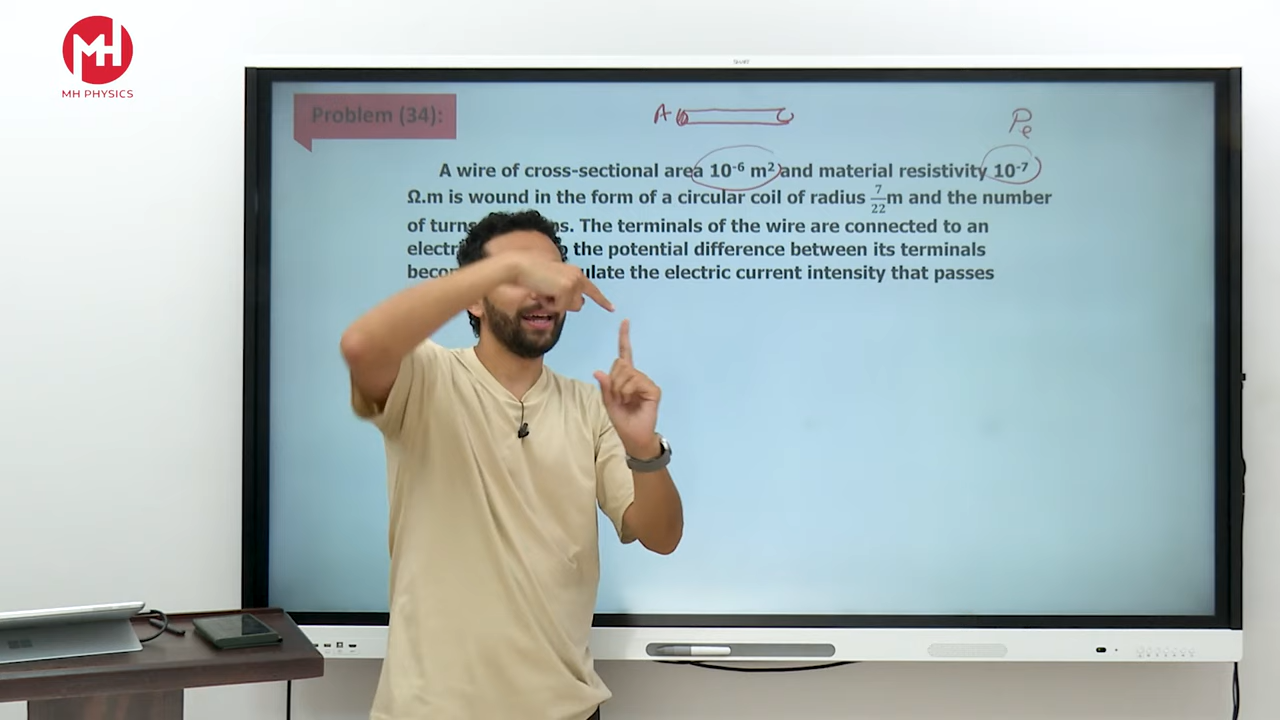 MH
MH PHYSICS
Problem (34):
A
ρe
A wire of cross-sectional area 10⁻⁶ m² and material resistivity 10⁻⁷
Ω.m is wound in the form of a circular coil of radius 7/22 m and the number
of turns The terminals of the wire are connected to an
the potential difference between its terminals
the electric current intensity that passes